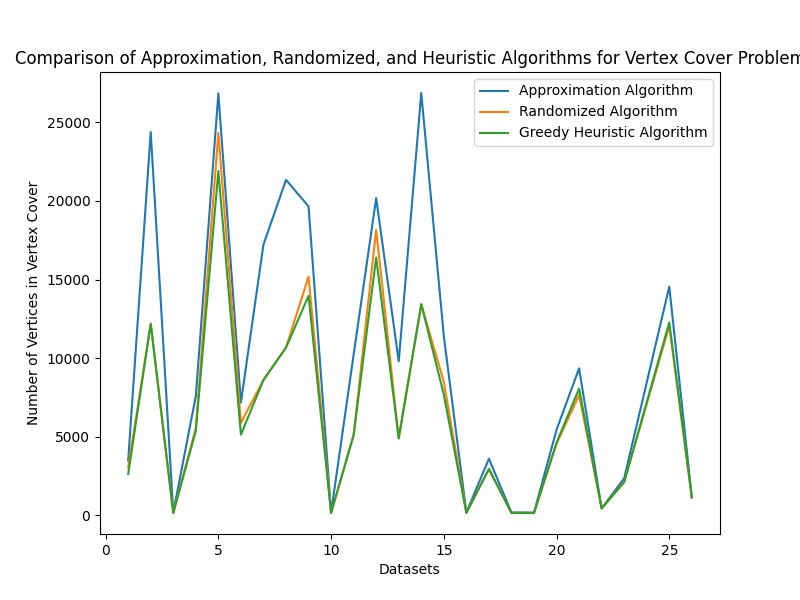 Comparison of Approximation, Randomized, and Heuristic Algorithms for Vertex Cover Problem
Approximation Algorithm
Randomized Algorithm
Greedy Heuristic Algorithm
Number of Vertices in Vertex Cover
25000
20000
15000
10000
5000
0
0 5 10 15 20 25
Datasets